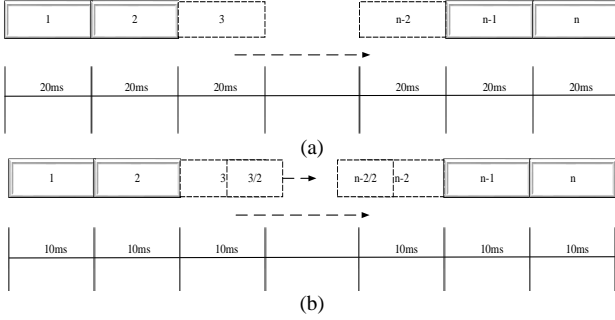 1 2 3 n-2 n-1 n
20ms 20ms 20ms 20ms 20ms 20ms
(a)
1 2 3 3/2 n-2/2 n-2 n-1 n
10ms 10ms 10ms 10ms 10ms 10ms
(b)